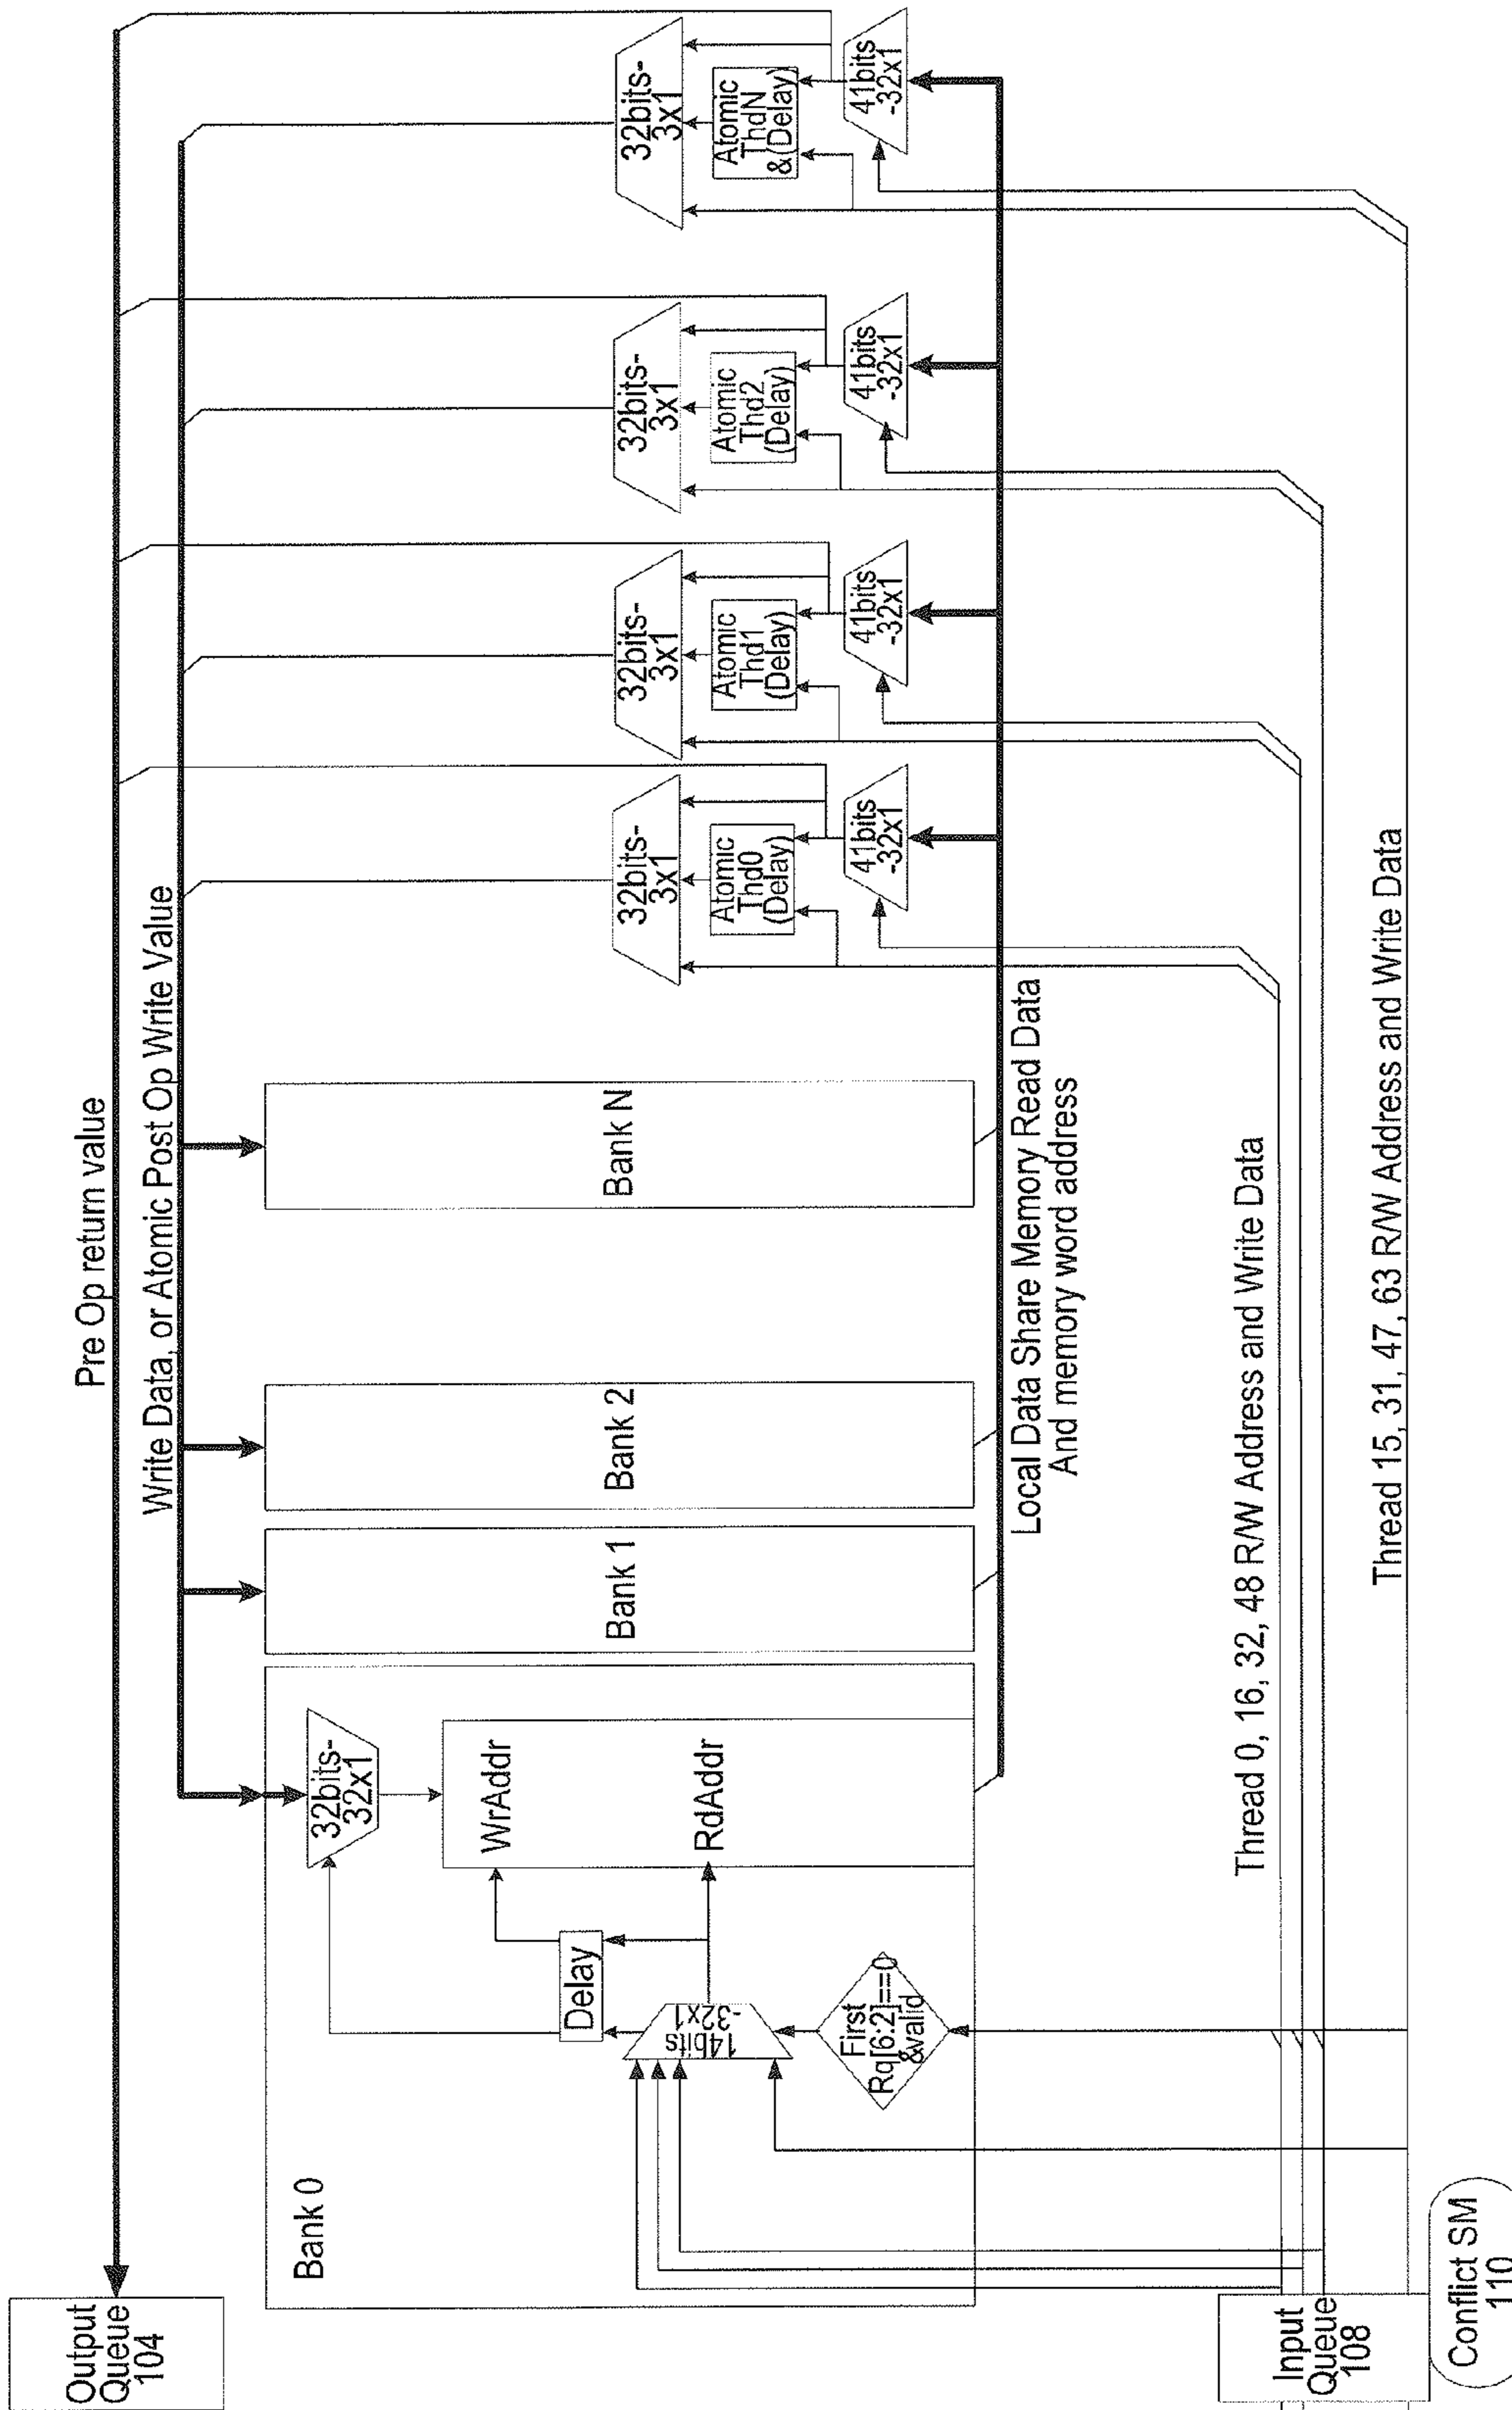 Output
Queue
104
Pre Op return value
Write Data, or Atomic Post Op Write Value
Bank 0
32bits-
32x1
WrAddr
RdAddr
Delay
14bits
-32x1
First
Rq[6:2]==0
&valid
Bank 1
Bank 2
Bank N
32bits-
3x1
Atomic
Thd0
(Delay)
41bits
-32x1
32bits-
3x1
Atomic
Thd1
(Delay)
41bits
-32x1
32bits-
3x1
Atomic
Thd2
(Delay)
41bits
-32x1
32bits-
3x1
Atomic
ThdN
&(Delay)
41bits
-32x1
Local Data Share Memory Read Data
And memory word address
Thread 0, 16, 32, 48 R/W Address and Write Data
Thread 15, 31, 47, 63 R/W Address and Write Data
Input
Queue
108
Conflict SM
110